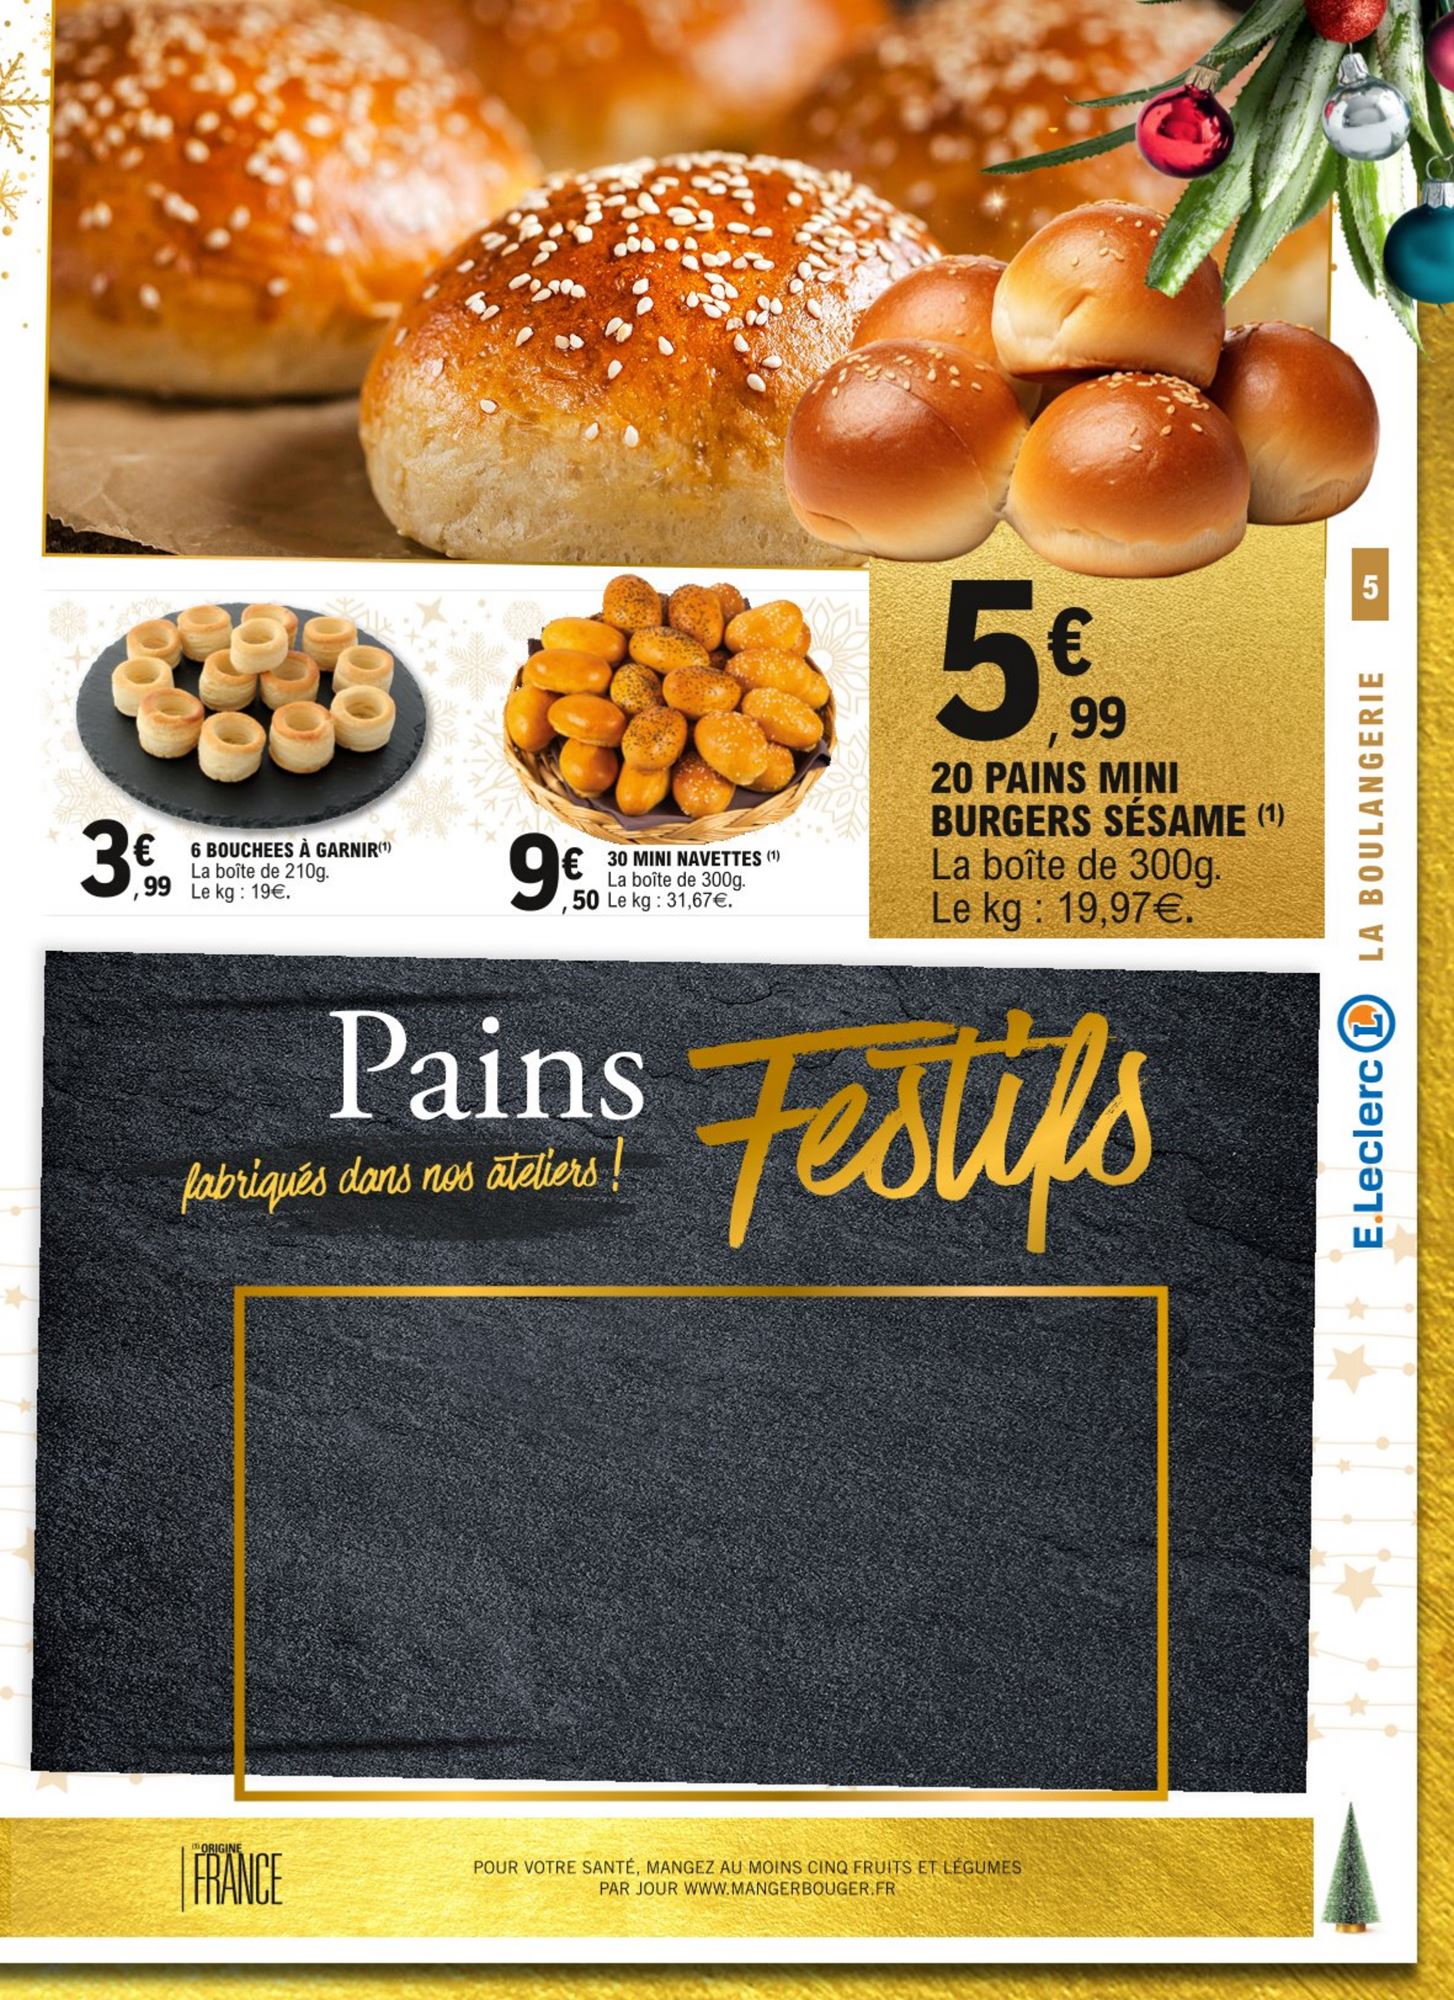 5
LA BOULANGERIE
E.Leclerc L
5€,99
20 PAINS MINI
BURGERS SÉSAME (1)
La boîte de 300g.
Le kg : 19,97€.
3€,99
6 BOUCHEES À GARNIR(1)
La boîte de 210g.
Le kg : 19€.
9€,50
30 MINI NAVETTES (1)
La boîte de 300g.
Le kg : 31,67€.
Pains Festifs
fabriqués dans nos ateliers !
(1) ORIGINE
FRANCE
POUR VOTRE SANTÉ, MANGEZ AU MOINS CINQ FRUITS ET LÉGUMES
PAR JOUR WWW.MANGERBOUGER.FR